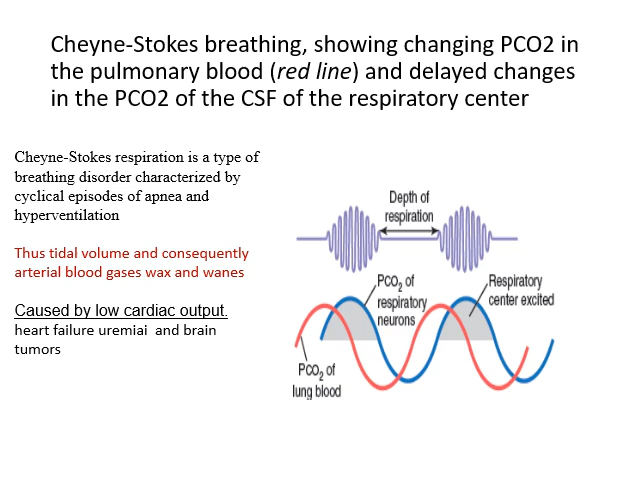 Cheyne-Stokes breathing, showing changing PCO2 in
the pulmonary blood (red line) and delayed changes
in the PCO2 of the CSF of the respiratory center
Cheyne-Stokes respiration is a type of
breathing disorder characterized by
cyclical episodes of apnea and
hyperventilation
Thus tidal volume and consequently
arterial blood gases wax and wanes
Caused by low cardiac output.
heart failure uremiai  and brain
tumors
Depth of
respiration
PCO₂ of
respiratory
neurons
Respiratory
center excited
PCO₂ of
lung blood